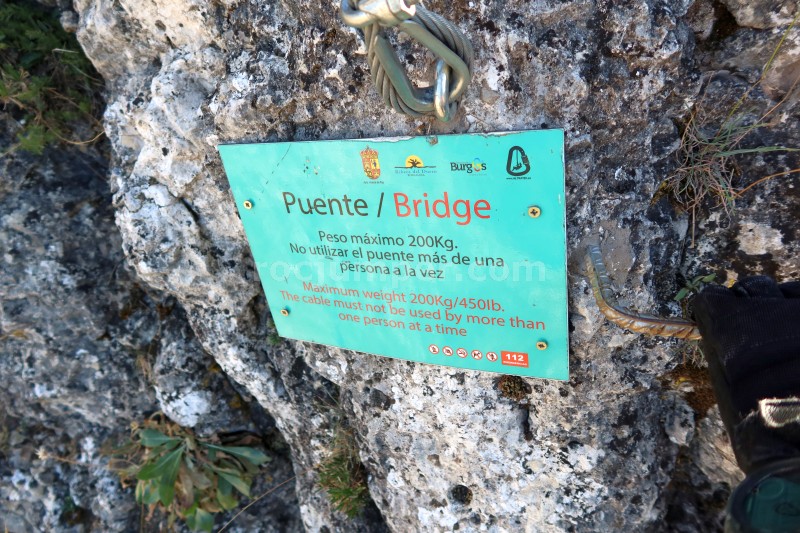 Burgos
Puente / Bridge
Peso máximo 200Kg.
No utilizar el puente más de una
persona a la vez
Maximum weight 200Kg/450lb.
The cable must not be used by more than
one person at a time
112